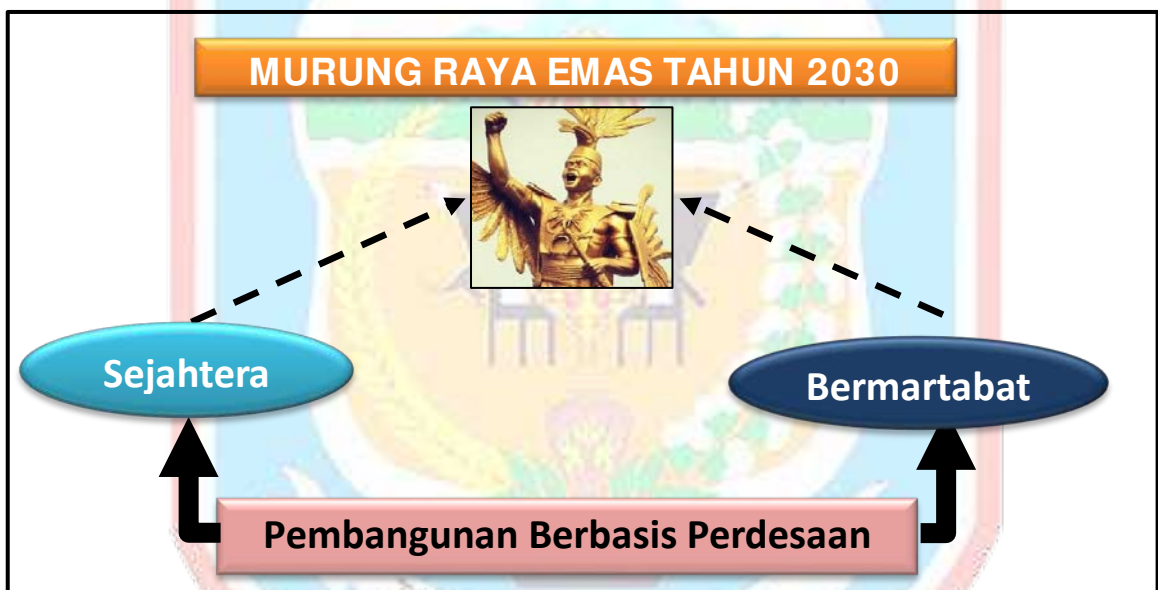 MURUNG RAYA EMAS TAHUN 2030
Sejahtera
Bermartabat
Pembangunan Berbasis Perdesaan